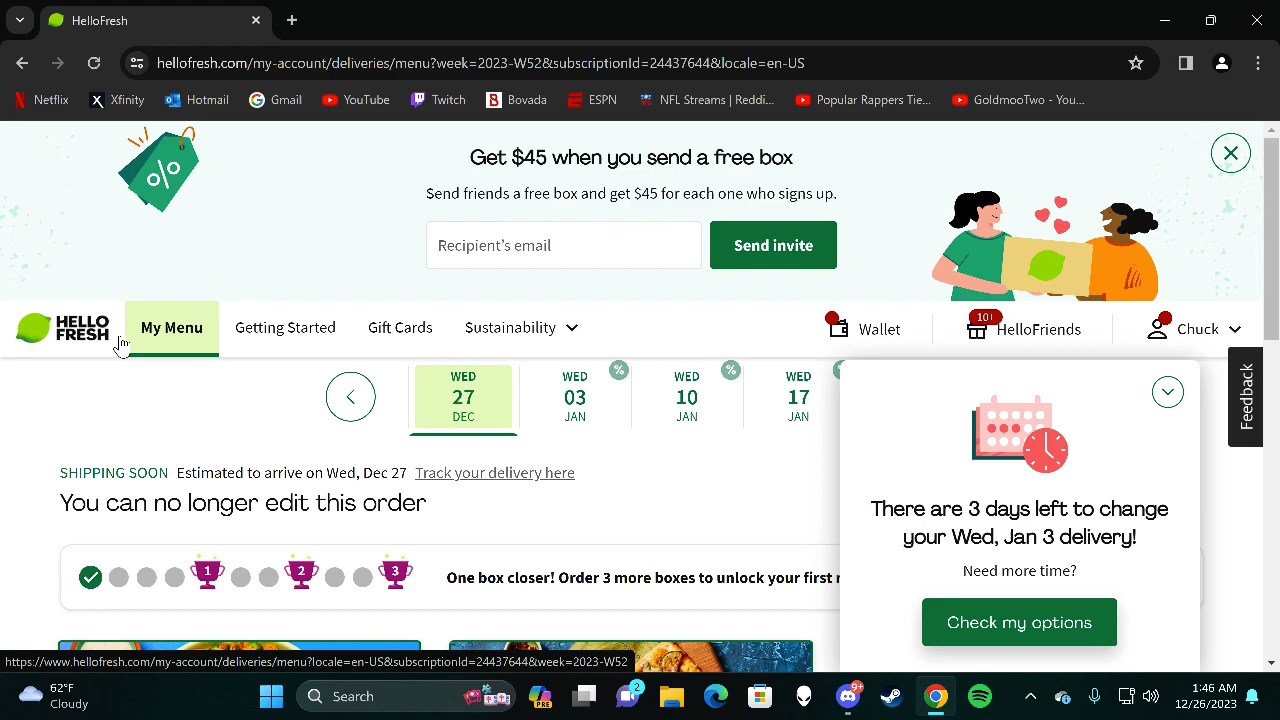 HelloFresh
hellofresh.com/my-account/deliveries/menu?week=2023-W52&subscriptionId=24437644&locale=en-US
Netflix
X Xfinity
Hotmail
Gmail
YouTube
Twitch
B Bovada
ESPN
NFL Streams | Reddi...
Popular Rappers Tie...
GoldmooTwo - You...
%
Get $45 when you send a free box
Send friends a free box and get $45 for each one who signs up.
Recipient's email
Send invite
HELLO
FRESH
My Menu
Getting Started
Gift Cards
Sustainability
Wallet
10!
HelloFriends
Chuck
Feedback
WED
27
DEC
WED
03
JAN
%
WED
10
JAN
%
WED
17
JAN
SHIPPING SOON Estimated to arrive on Wed, Dec 27 Track your delivery here
You can no longer edit this order
1
2
3
One box closer! Order 3 more boxes to unlock your first
There are 3 days left to change
your Wed, Jan 3 delivery!
Need more time?
Check my options
https://www.hellofresh.com/my-account/deliveries/menu?locale=en-US&subscriptionId=24437644&week=2023-W52
62°F
Cloudy
Search
PRE
2
9+
1:46 AM
12/26/2023